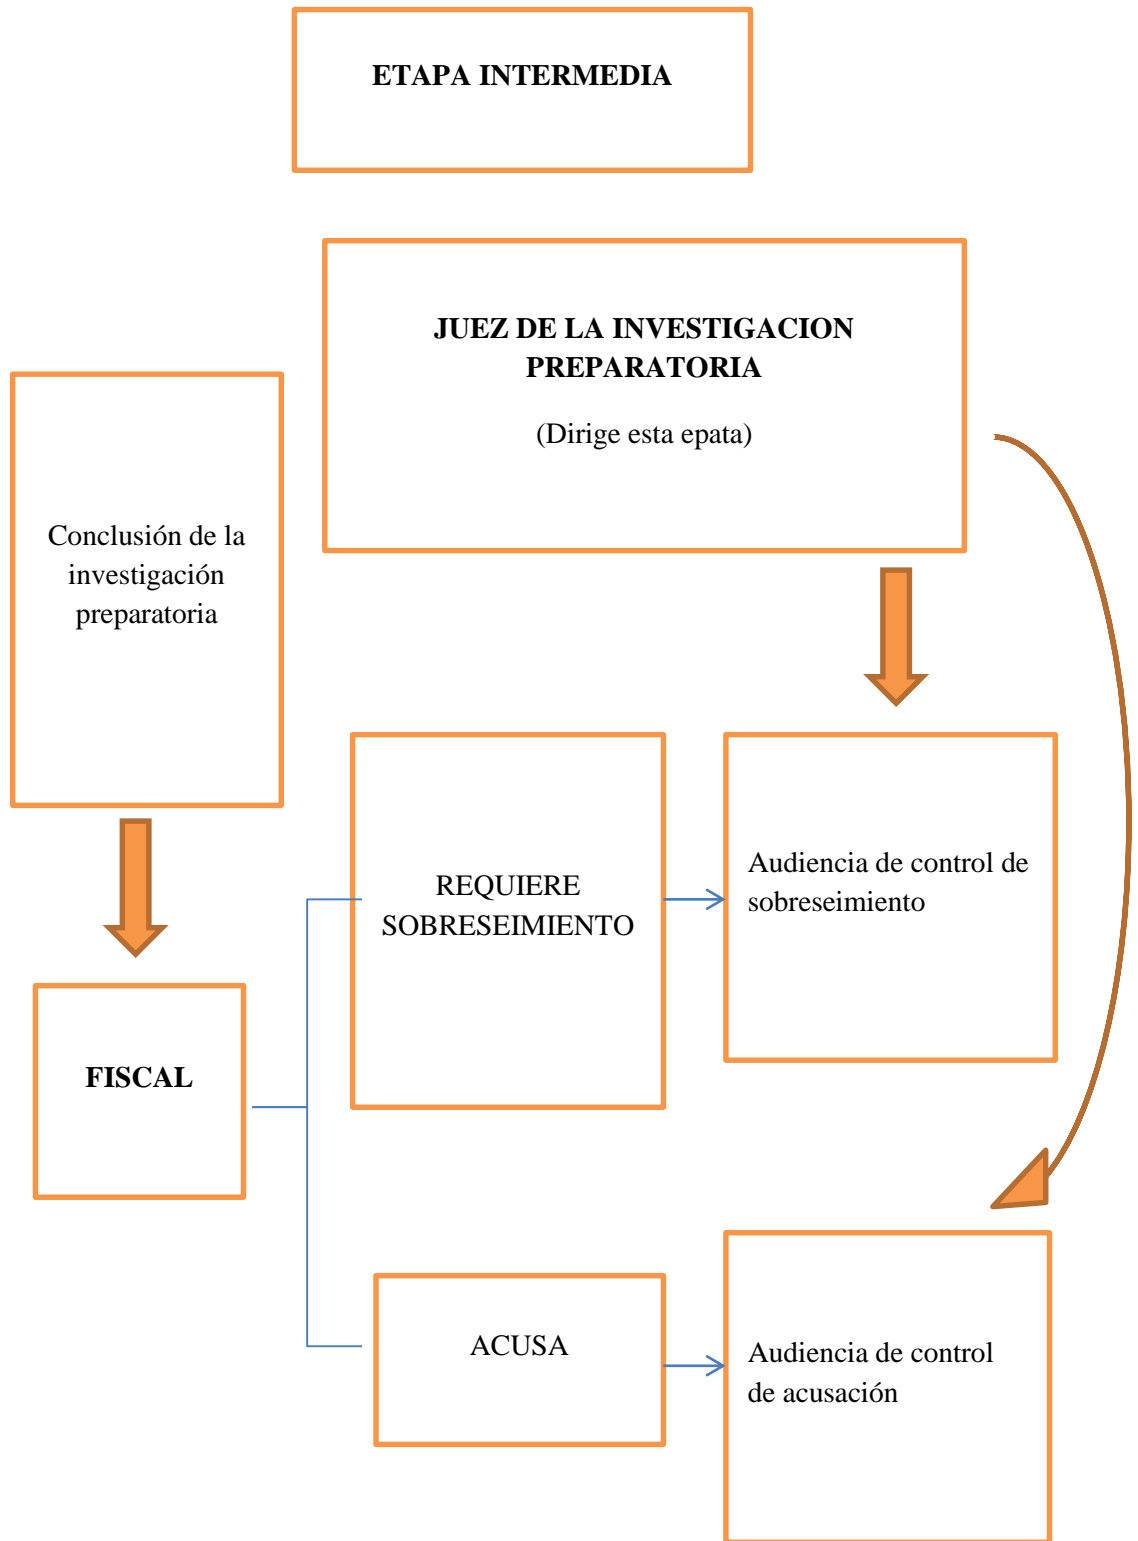 ETAPA INTERMEDIA
JUEZ DE LA INVESTIGACION
PREPARATORIA
(Dirige esta epata)
Conclusión de la
investigación
preparatoria
REQUIERE
SOBRESEIMIENTO
Audiencia de control de
sobreseimiento
FISCAL
ACUSA
Audiencia de control
de acusación